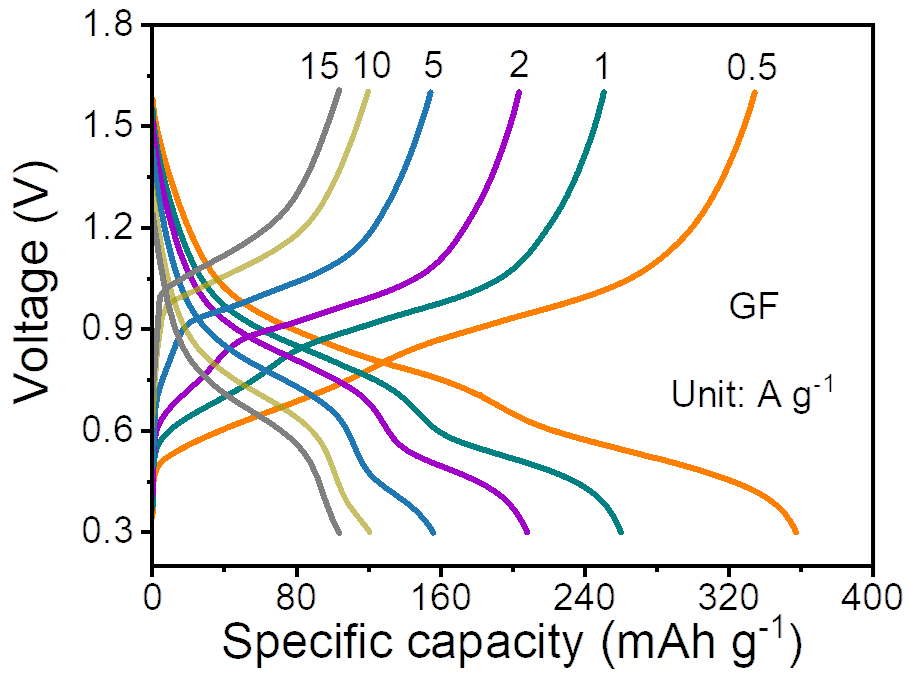 1.8
1.5
1.2
0.9
0.6
0.3
Voltage (V)
15 10 5 2 1 0.5
GF
Unit: A g⁻¹
0 80 160 240 320 400
Specific capacity (mAh g⁻¹)